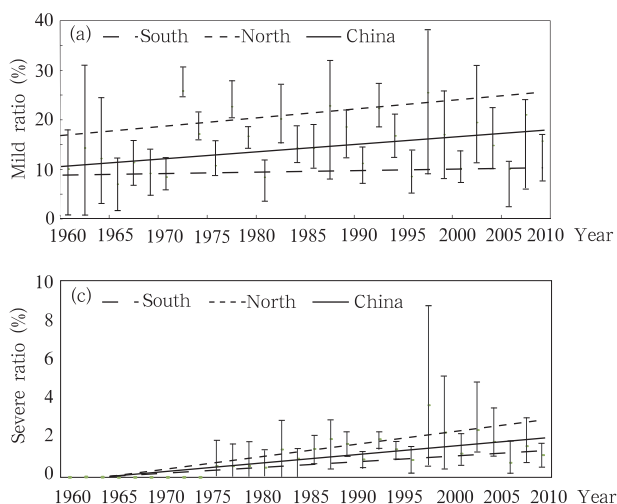 (a) South North China
Mild ratio (%)
40
30
20
10
0
1960 1965 1970 1975 1980 1985 1990 1995 2000 2005 2010 Year
(c) South North China
Severe ratio (%)
10
8
6
4
2
0
1960 1965 1970 1975 1980 1985 1990 1995 2000 2005 2010 Year